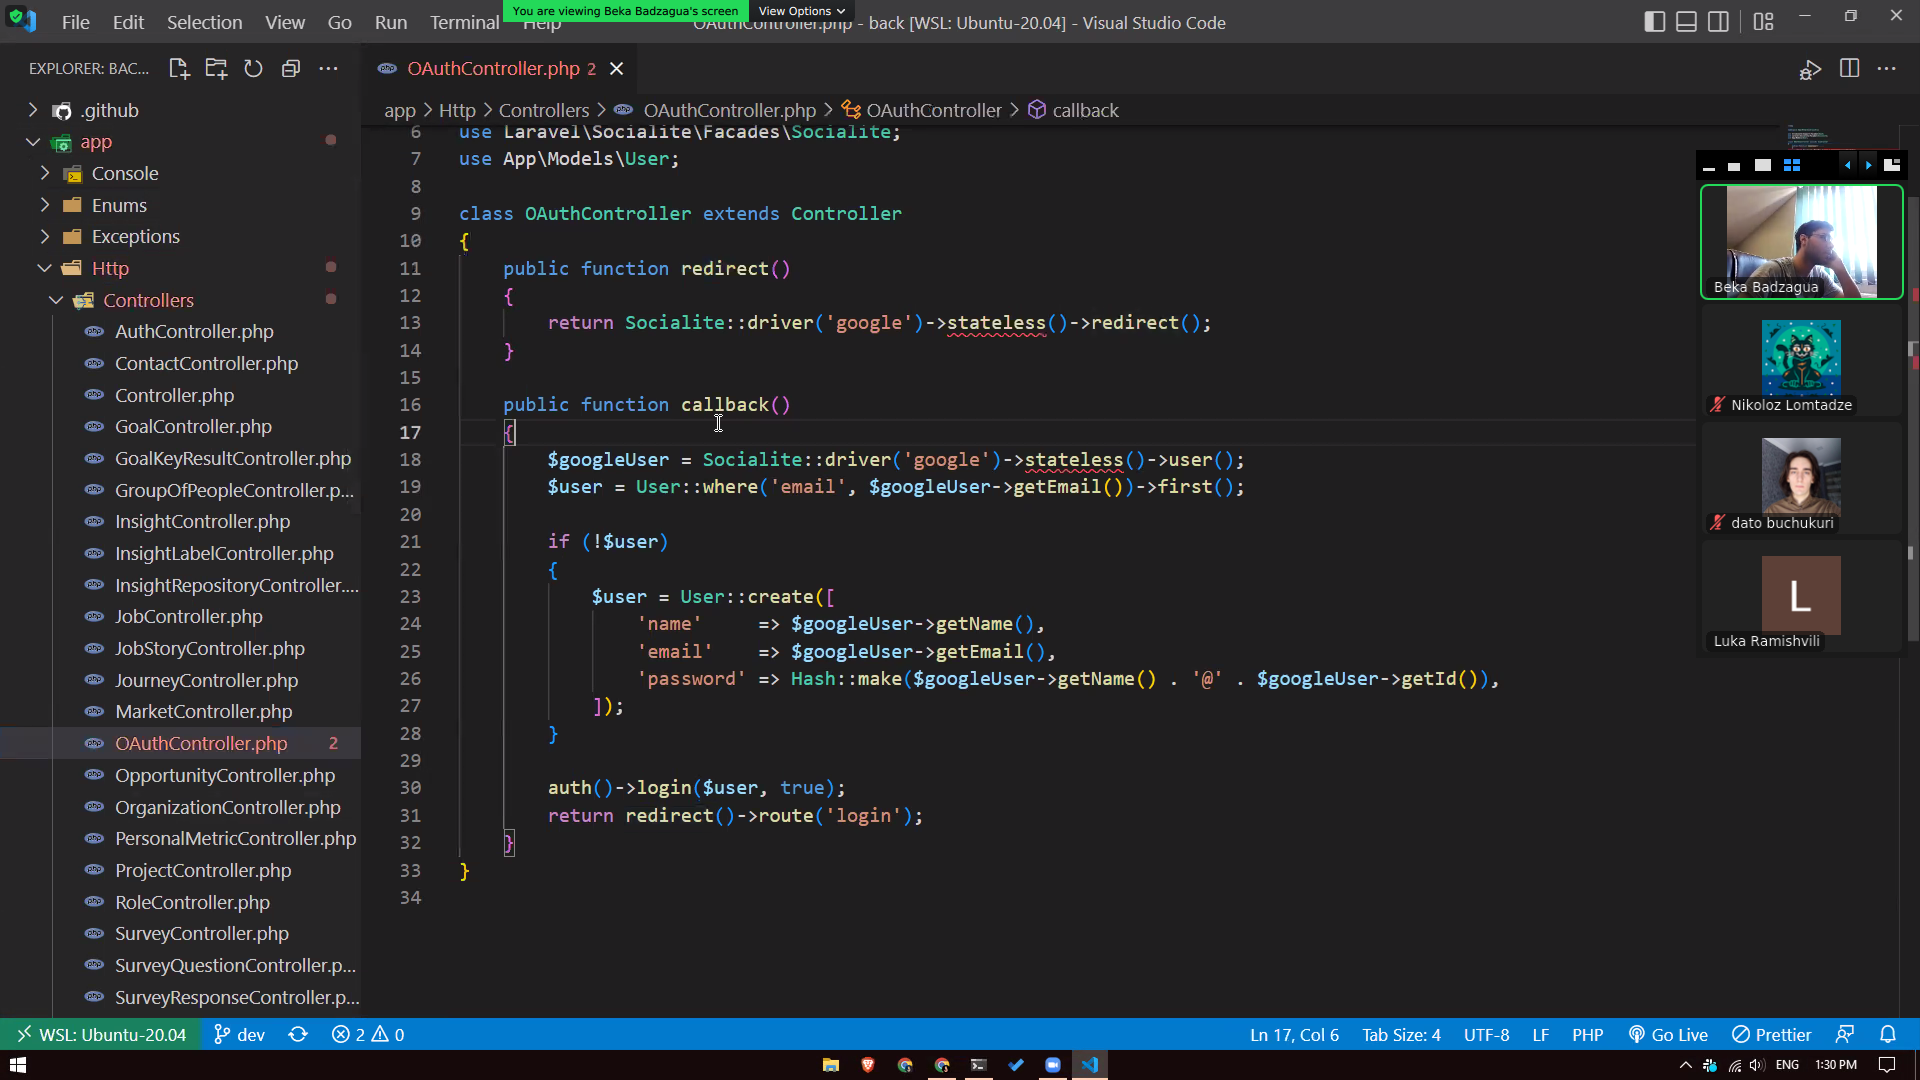 File Edit Selection View Go Run Terminal Help
You are viewing Beka Badzagua's screen View Options
OAuthController.php - back [WSL: Ubuntu-20.04] - Visual Studio Code
EXPLORER: BAC...
.github
app
Console
Enums
Exceptions
Http
Controllers
AuthController.php
ContactController.php
Controller.php
GoalController.php
GoalKeyResultController.php
GroupOfPeopleController.p...
InsightController.php
InsightLabelController.php
InsightRepositoryController....
JobController.php
JobStoryController.php
JourneyController.php
MarketController.php
OAuthController.php 2
OpportunityController.php
OrganizationController.php
PersonalMetricController.php
ProjectController.php
RoleController.php
SurveyController.php
SurveyQuestionController.p...
SurveyResponseController.p...
OAuthController.php 2
app > Http > Controllers > OAuthController.php > OAuthController > callback
6 use Laravel\Socialite\Facades\Socialite;
7 use App\Models\User;
8
9 class OAuthController extends Controller
10 {
11 public function redirect()
12 {
13 return Socialite::driver('google')->stateless()->redirect();
14 }
15
16 public function callback()
17 {
18 $googleUser = Socialite::driver('google')->stateless()->user();
19 $user = User::where('email', $googleUser->getEmail())->first();
20
21 if (!$user)
22 {
23 $user = User::create([
24 'name' => $googleUser->getName(),
25 'email' => $googleUser->getEmail(),
26 'password' => Hash::make($googleUser->getName() . '@' . $googleUser->getId()),
27 ]);
28 }
29
30 auth()->login($user, true);
31 return redirect()->route('login');
32 }
33 }
34
Beka Badzagua
Nikoloz Lomtadze
dato buchukuri
L
Luka Ramishvili
WSL: Ubuntu-20.04 dev 2 0
Ln 17, Col 6 Tab Size: 4 UTF-8 LF PHP Go Live Prettier
ENG 1:30 PM